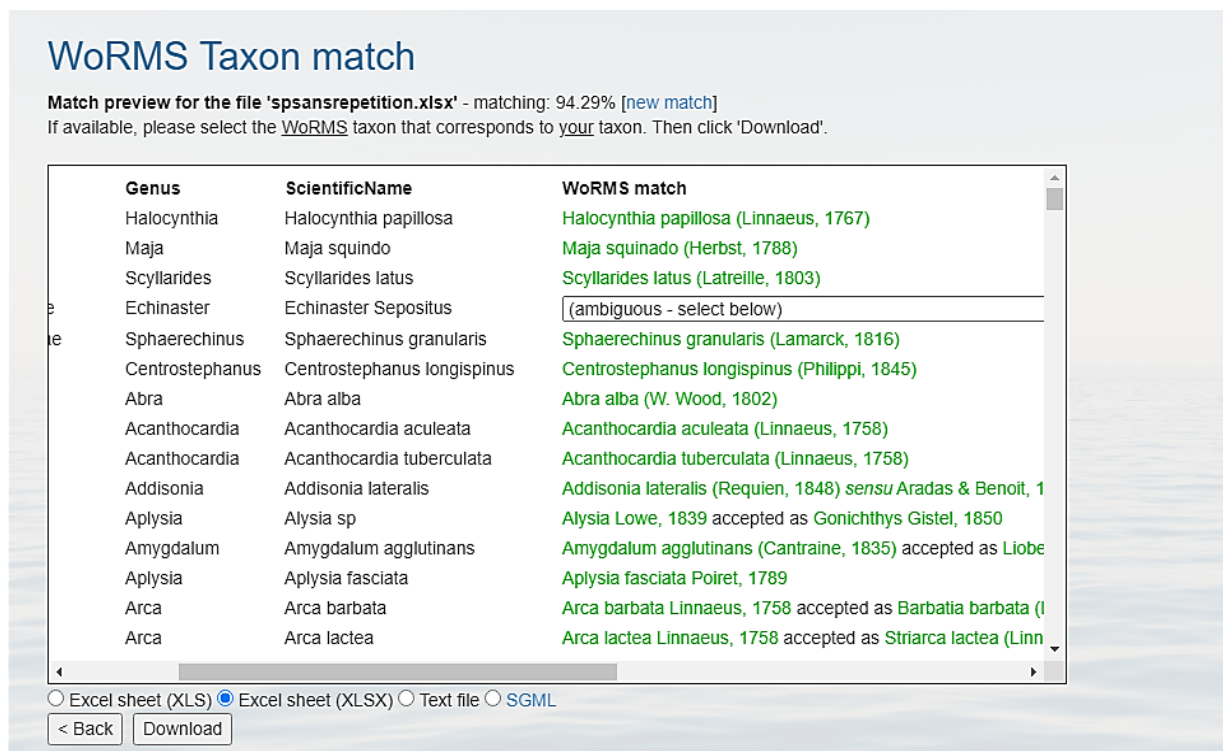 WoRMS Taxon match
Match preview for the file 'spsansrepetition.xlsx' - matching: 94.29% [new match]
If available, please select the WoRMS taxon that corresponds to your taxon. Then click 'Download'.
Genus ScientificName WoRMS match
Halocynthia Halocynthia papillosa Halocynthia papillosa (Linnaeus, 1767)
Maja Maja squindo Maja squinado (Herbst, 1788)
Scyllarides Scyllarides latus Scyllarides latus (Latreille, 1803)
e Echinaster Echinaster Sepositus (ambiguous - select below)
ae Sphaerechinus Sphaerechinus granularis Sphaerechinus granularis (Lamarck, 1816)
Centrostephanus Centrostephanus longispinus Centrostephanus longispinus (Philippi, 1845)
Abra Abra alba Abra alba (W. Wood, 1802)
Acanthocardia Acanthocardia aculeata Acanthocardia aculeata (Linnaeus, 1758)
Acanthocardia Acanthocardia tuberculata Acanthocardia tuberculata (Linnaeus, 1758)
Addisonia Addisonia lateralis Addisonia lateralis (Requien, 1848) sensu Aradas & Benoit, 1
Aplysia Alysia sp Alysia Lowe, 1839 accepted as Gonichthys Gistel, 1850
Amygdalum Amygdalum agglutinans Amygdalum agglutinans (Cantraine, 1835) accepted as Liobe
Aplysia Aplysia fasciata Aplysia fasciata Poiret, 1789
Arca Arca barbata Arca barbata Linnaeus, 1758 accepted as Barbatia barbata (
Arca Arca lactea Arca lactea Linnaeus, 1758 accepted as Striarca lactea (Linn
Excel sheet (XLS) Excel sheet (XLSX) Text file SGML
< Back Download